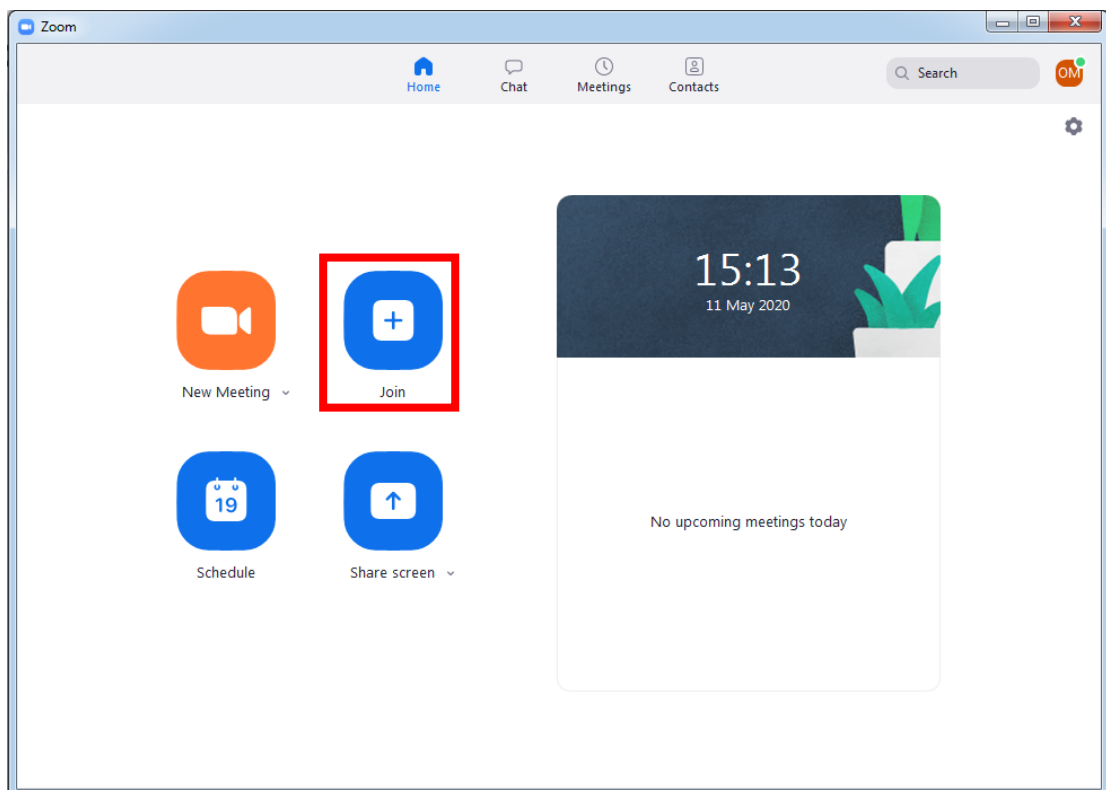 Zoom
Home
Chat
Meetings
Contacts
Search
OM
15:13
11 May 2020
New Meeting
Join
19
Schedule
Share screen
No upcoming meetings today